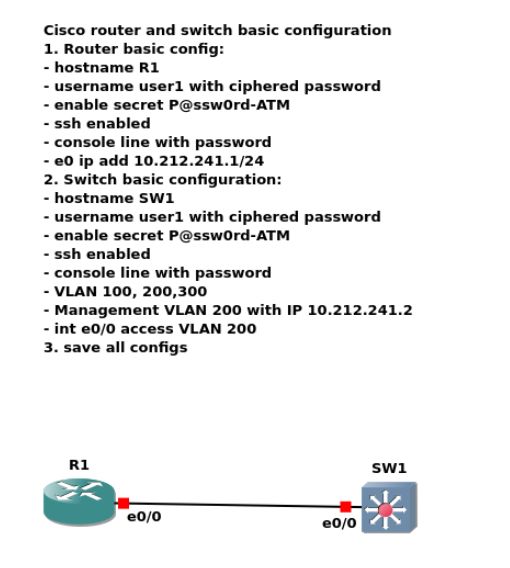 Cisco router and switch basic configuration
1. Router basic config:
- hostname R1
- username user1 with ciphered password
- enable secret P@ssw0rd-ATM
- ssh enabled
- console line with password
- e0 ip add 10.212.241.1/24
2. Switch basic configuration:
- hostname SW1
- username user1 with ciphered password
- enable secret P@ssw0rd-ATM
- ssh enabled
- console line with password
- VLAN 100, 200,300
- Management VLAN 200 with IP 10.212.241.2
- int e0/0 access VLAN 200
3. save all configs
R1
SW1
e0/0
e0/0